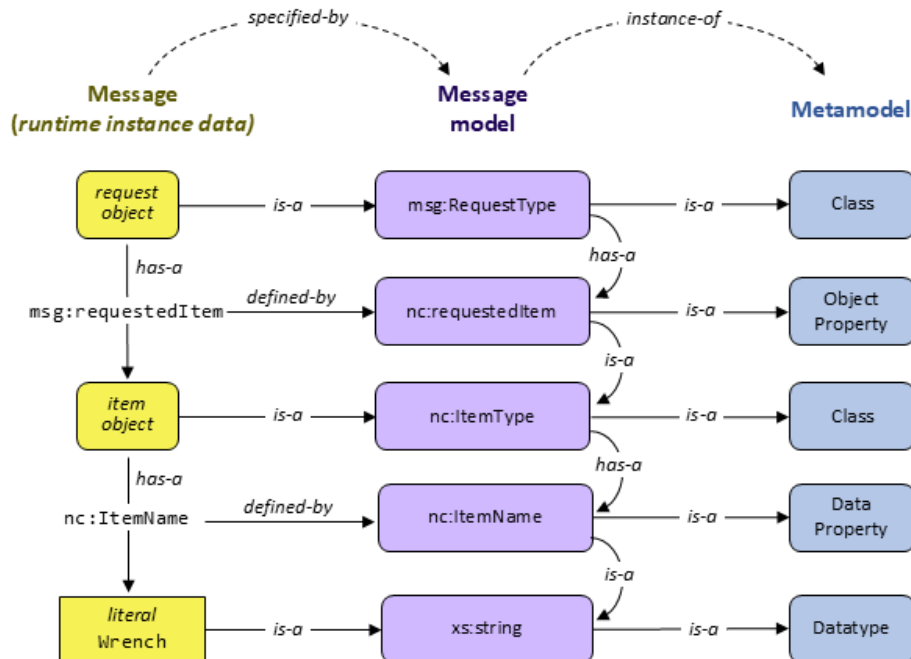 specified-by
instance-of
Message
(runtime instance data)
Message
model
Metamodel
request
object
is-a
msg:RequestType
is-a
Class
has-a
has-a
msg:requestedItem
defined-by
nc:requestedItem
is-a
Object
Property
is-a
item
object
is-a
nc:ItemType
is-a
Class
has-a
has-a
nc:ItemName
defined-by
nc:ItemName
is-a
Data
Property
is-a
literal
Wrench
is-a
xs:string
is-a
Datatype